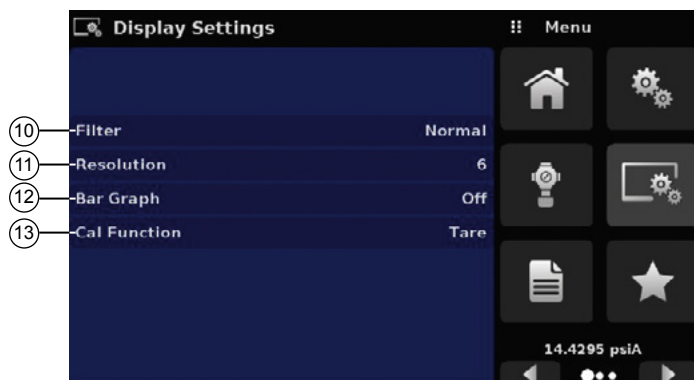 Display Settings
Menu
10 Filter Normal
11 Resolution 6
12 Bar Graph Off
13 Cal Function Tare
14.4295 psiA